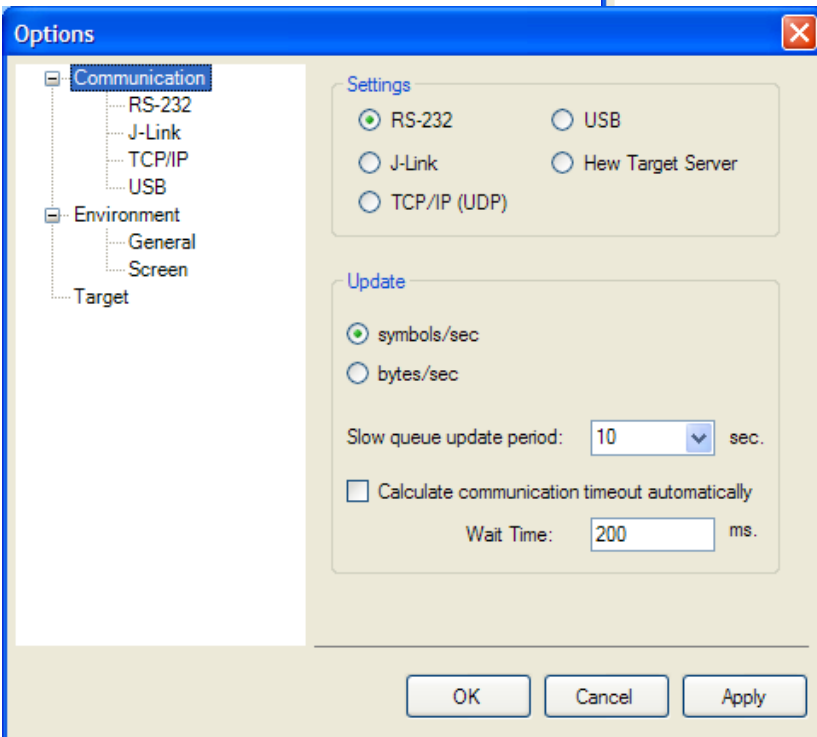 Options
Communication
RS-232
J-Link
TCP/IP
USB
Environment
General
Screen
Target
Settings
RS-232 USB
J-Link Hew Target Server
TCP/IP (UDP)
Update
symbols/sec
bytes/sec
Slow queue update period: 10 sec.
Calculate communication timeout automatically
Wait Time: 200 ms.
OK Cancel Apply